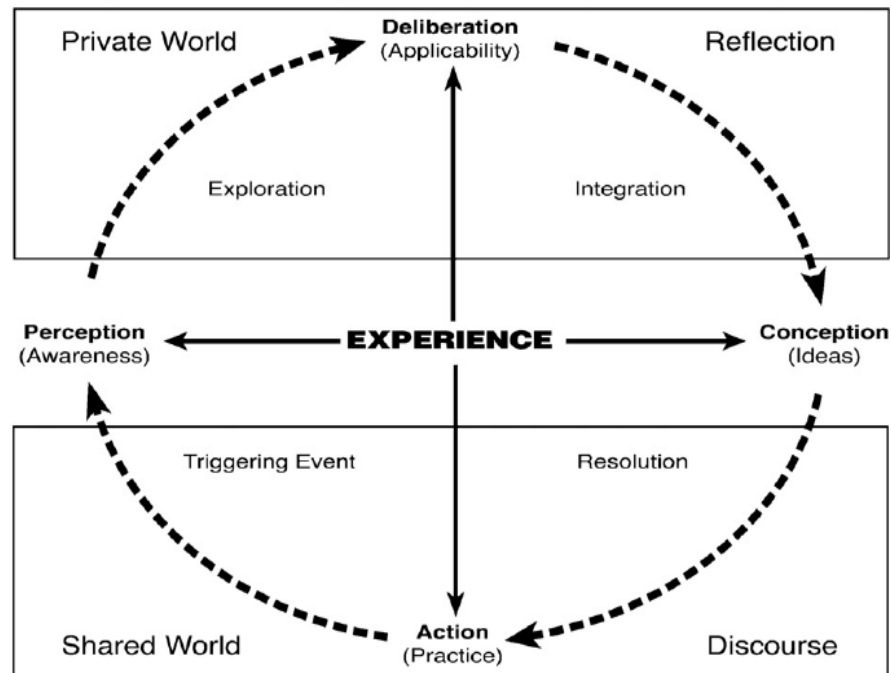 Deliberation
(Applicability)
Private World
Reflection
Exploration
Integration
Perception
(Awareness)
EXPERIENCE
Conception
(Ideas)
Triggering Event
Resolution
Shared World
Action
(Practice)
Discourse